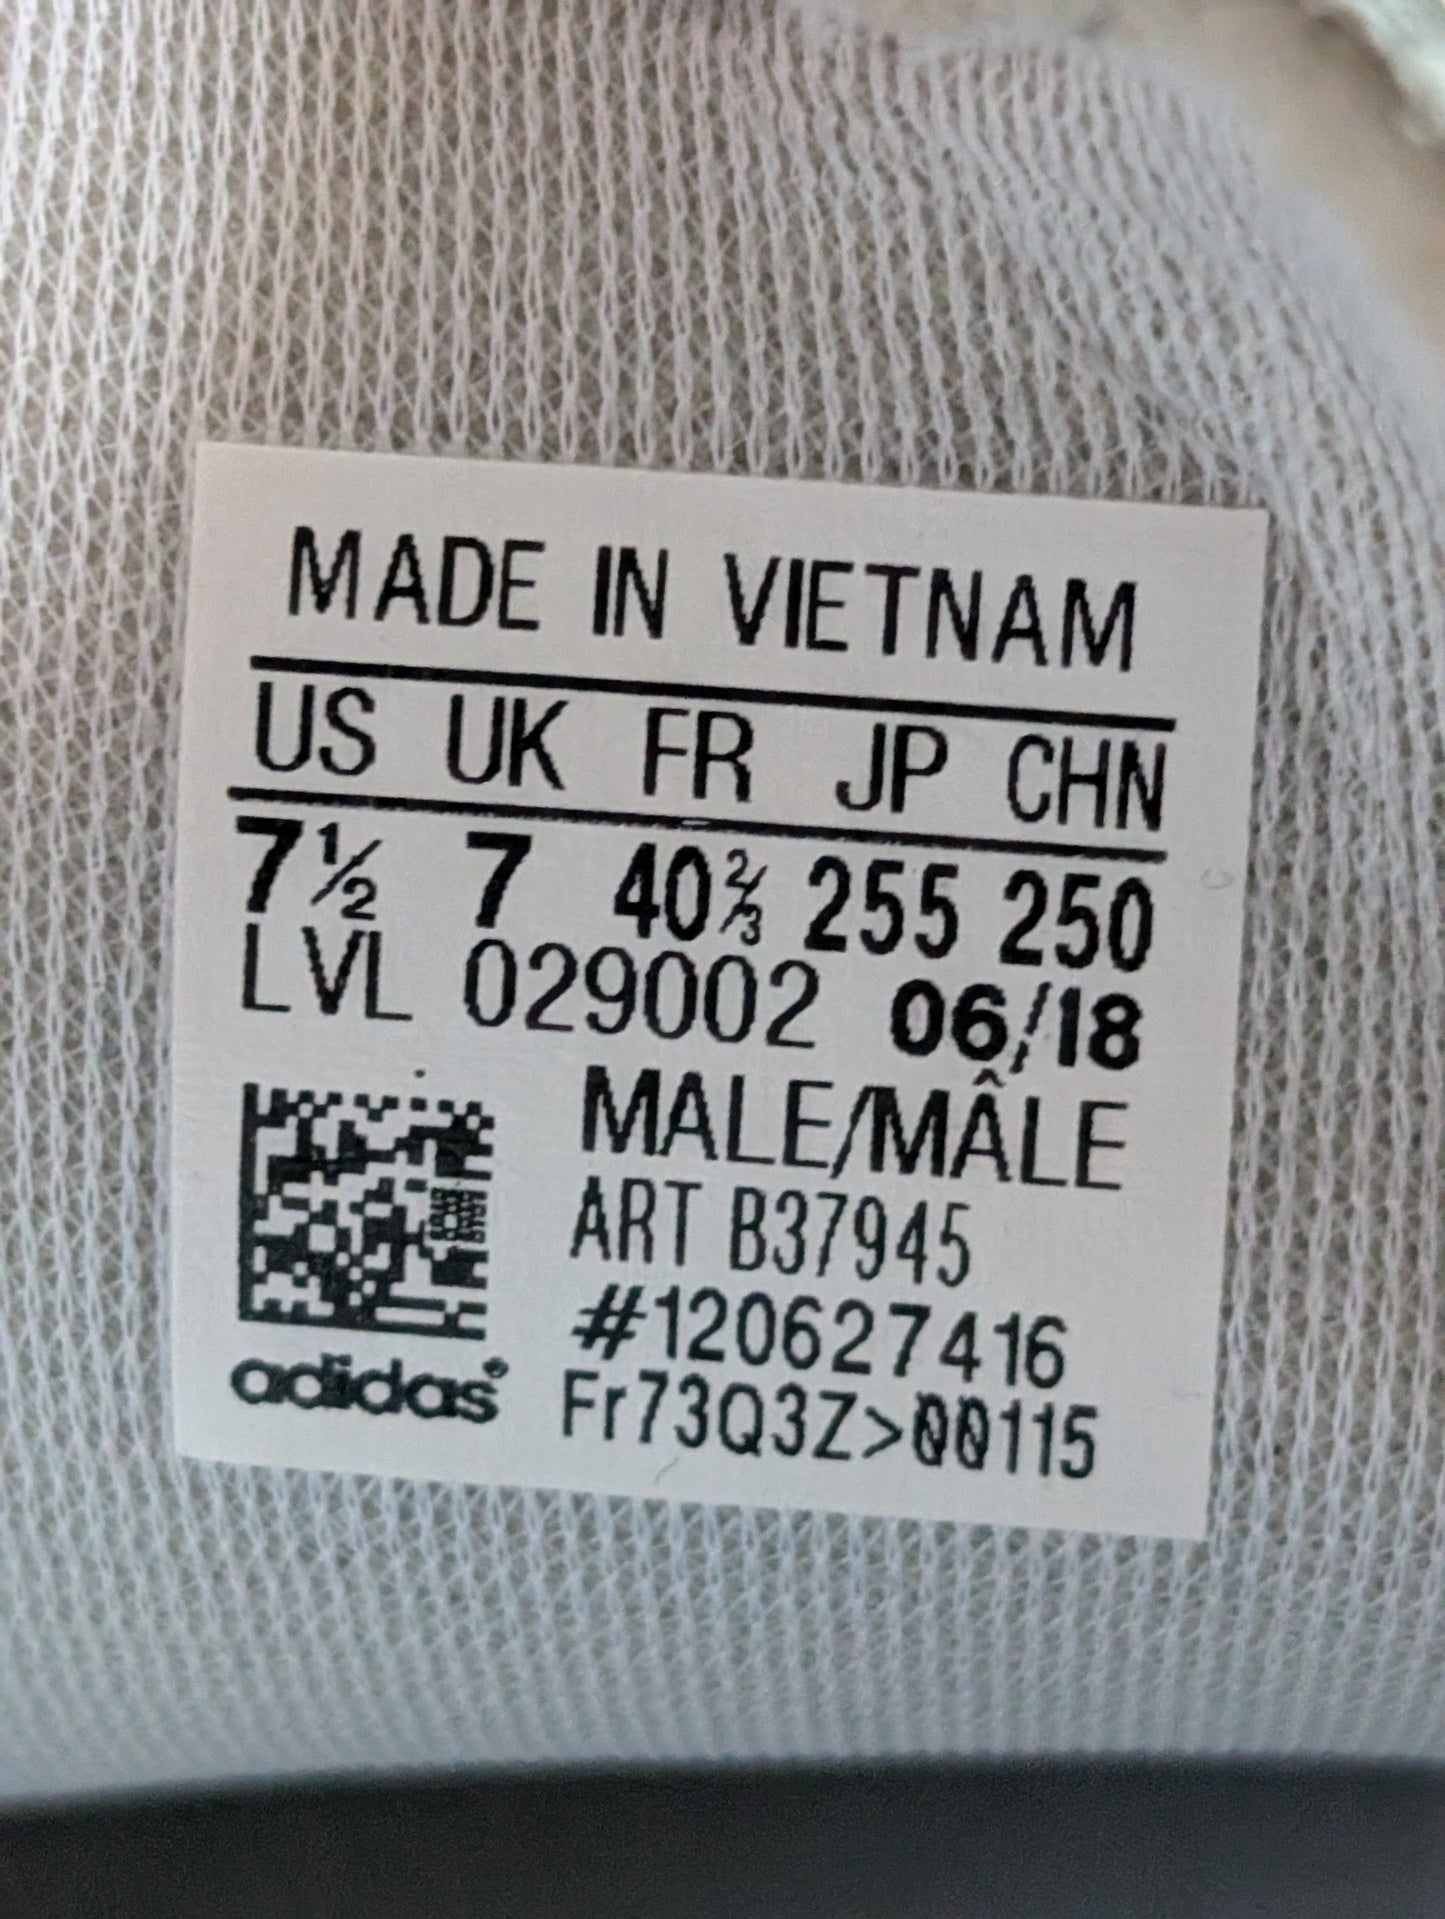 MADE IN VIETNAM
US UK FR JP CHN
7½ 7 40⅔ 255 250
LVL 029002 06/18
MALE/MÂLE
ART B37945
#120627416
adidas® Fr73Q3Z>00115